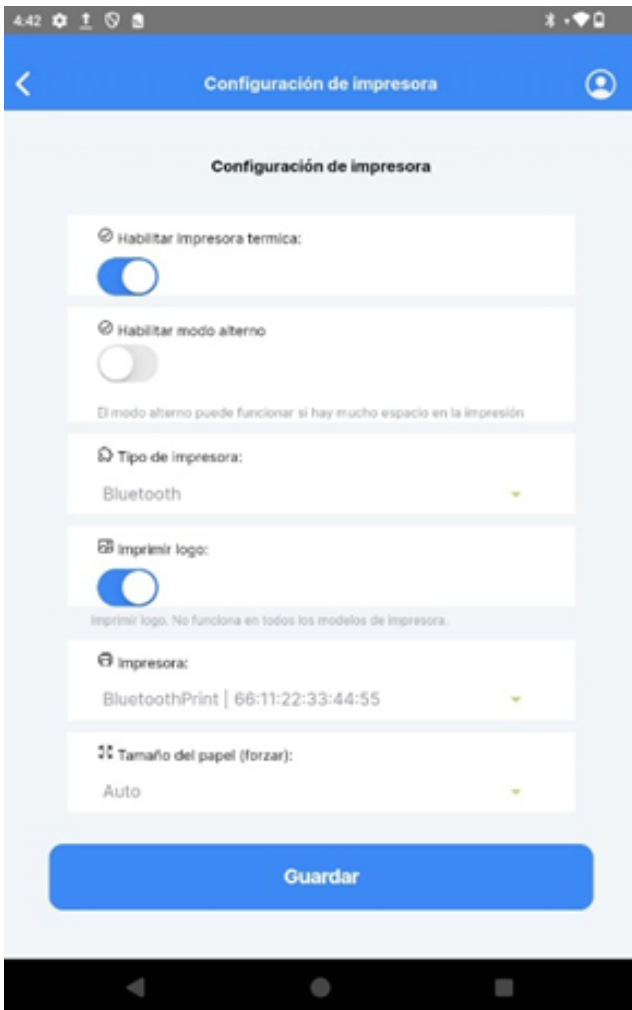 4:42
Configuración de impresora
Configuración de impresora
Habilitar impresora termica:
Habilitar modo alterno
El modo alterno puede funcionar si hay mucho espacio en la impresión
Tipo de impresora:
Bluetooth
Imprimir logo:
Imprimir logo. No funciona en todos los modelos de impresora.
Impresora:
BluetoothPrint | 66:11:22:33:44:55
Tamaño del papel (forzar):
Auto
Guardar